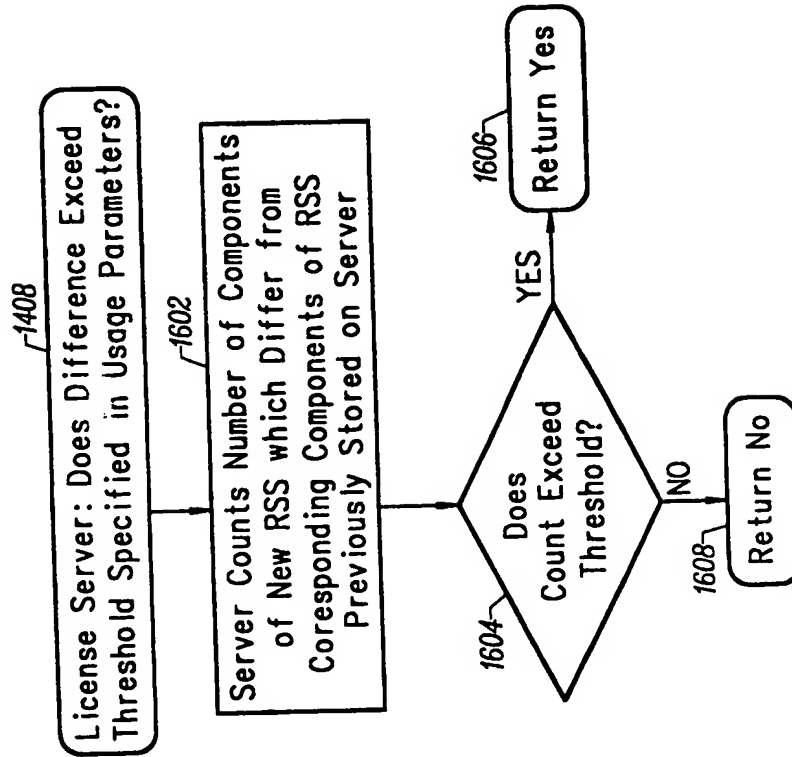 1408
License Server: Does Difference Exceed
Threshold Specified in Usage Parameters?
1602
Server Counts Number of Components
of New RSS which Differ from
Coresponding Components of RSS
Previously Stored on Server
1604
Does
Count Exceed
Threshold?
YES
1606
Return Yes
NO
1608
Return No